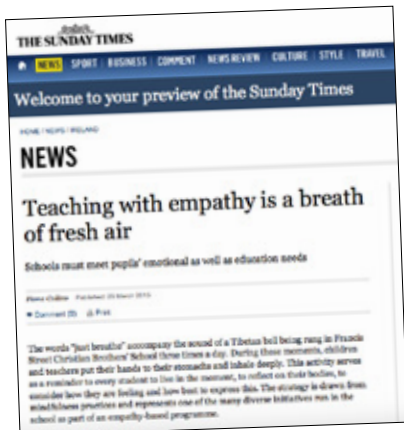 THE SUNDAY TIMES
NEWS SPORT BUSINESS COMMENT NEWS REVIEW CULTURE STYLE TRAVEL
Welcome to your preview of the Sunday Times
HOME / NEWS / IRELAND
NEWS
Teaching with empathy is a breath
of fresh air
Schools must meet pupils' emotional as well as education needs
Published:
Comment (0) Print
The words "just breathe" accompany the sound of a Tibetan bell being rung in Francis
Street Christian Brothers' School three times a day. During these moments, children
and teachers put their hands to their stomachs and inhale deeply. This activity serves
as a reminder to every student to live in the moment, to reflect on their bodies, to
consider how they are feeling and how best to express this. The strategy is drawn from
mindfulness practices and represents one of the many diverse initiatives run in the
school as part of an empathy-based programme.